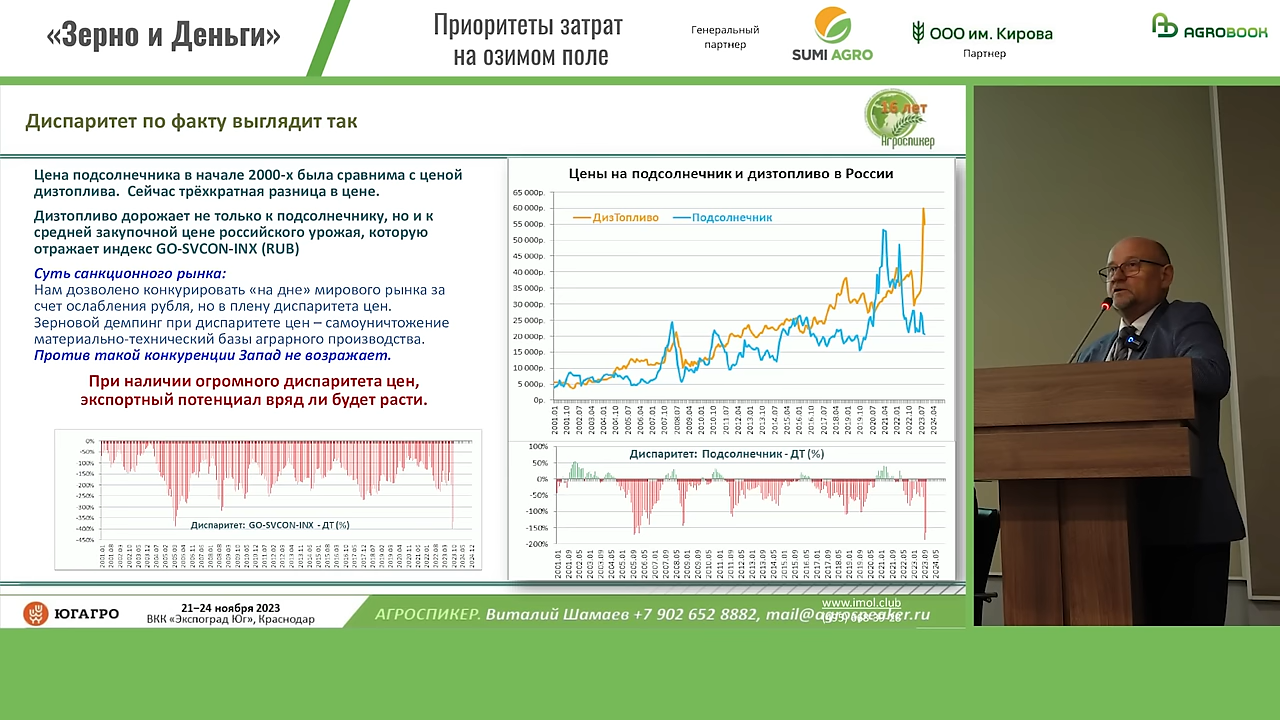 «Зерно и Деньги»
Приоритеты затрат
на озимом поле
Генеральный
партнер
SUMI AGRO
ООО им. Кирова
Партнер
AGROBOOK
Диспаритет по факту выглядит так
15 лет
Агроспикер
Цена подсолнечника в начале 2000-х была сравнима с ценой
дизтоплива. Сейчас трёхкратная разница в цене.
Дизтопливо дорожает не только к подсолнечнику, но и к
средней закупочной цене российского урожая, которую
отражает индекс GO-SVCON-INX (RUB)
Суть санкционного рынка:
Нам дозволено конкурировать «на дне» мирового рынка за
счет ослабления рубля, но в плену диспаритета цен.
Зерновой демпинг при диспаритете цен – самоуничтожение
материально-технический базы аграрного производства.
Против такой конкуренции Запад не возражает.
При наличии огромного диспаритета цен,
экспортный потенциал вряд ли будет расти.
0%
-50%
-100%
-150%
-200%
-250%
-300%
-350%
-400%
-450%
Диспаритет: GO-SVCON-INX - ДТ (%)
Цены на подсолнечник и дизтопливо в России
65 000р.
60 000р.
55 000р.
50 000р.
45 000р.
40 000р.
35 000р.
30 000р.
25 000р.
20 000р.
15 000р.
10 000р.
5 000р.
0р.
ДизТопливо
Подсолнечник
Диспаритет: Подсолнечник - ДТ (%)
100%
50%
0%
-50%
-100%
-150%
-200%
ЮГАГРО
21–24 ноября 2023
ВКК «Экспоград Юг», Краснодар
АГРОСПИКЕР. Виталий Шамаев +7 902 652 8882, mail@agrospeaker.ru
www.imol.club